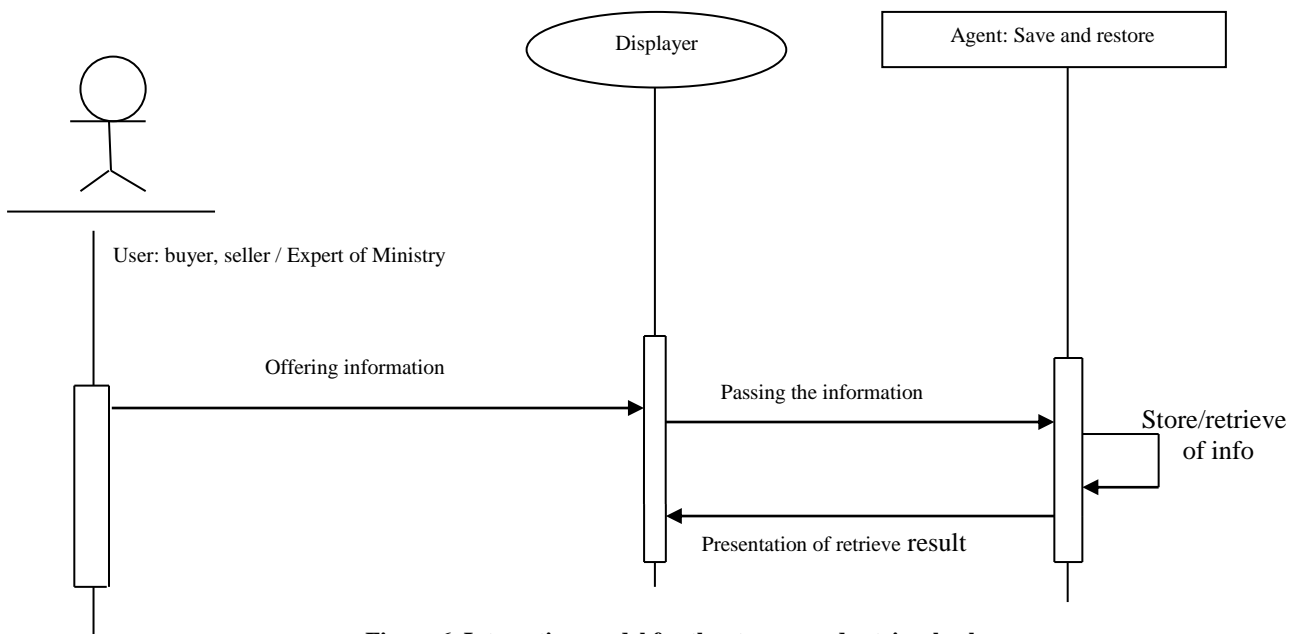 Displayer
Agent: Save and restore
User: buyer, seller / Expert of Ministry
Offering information
Passing the information
Store/retrieve
of info
Presentation of retrieve result